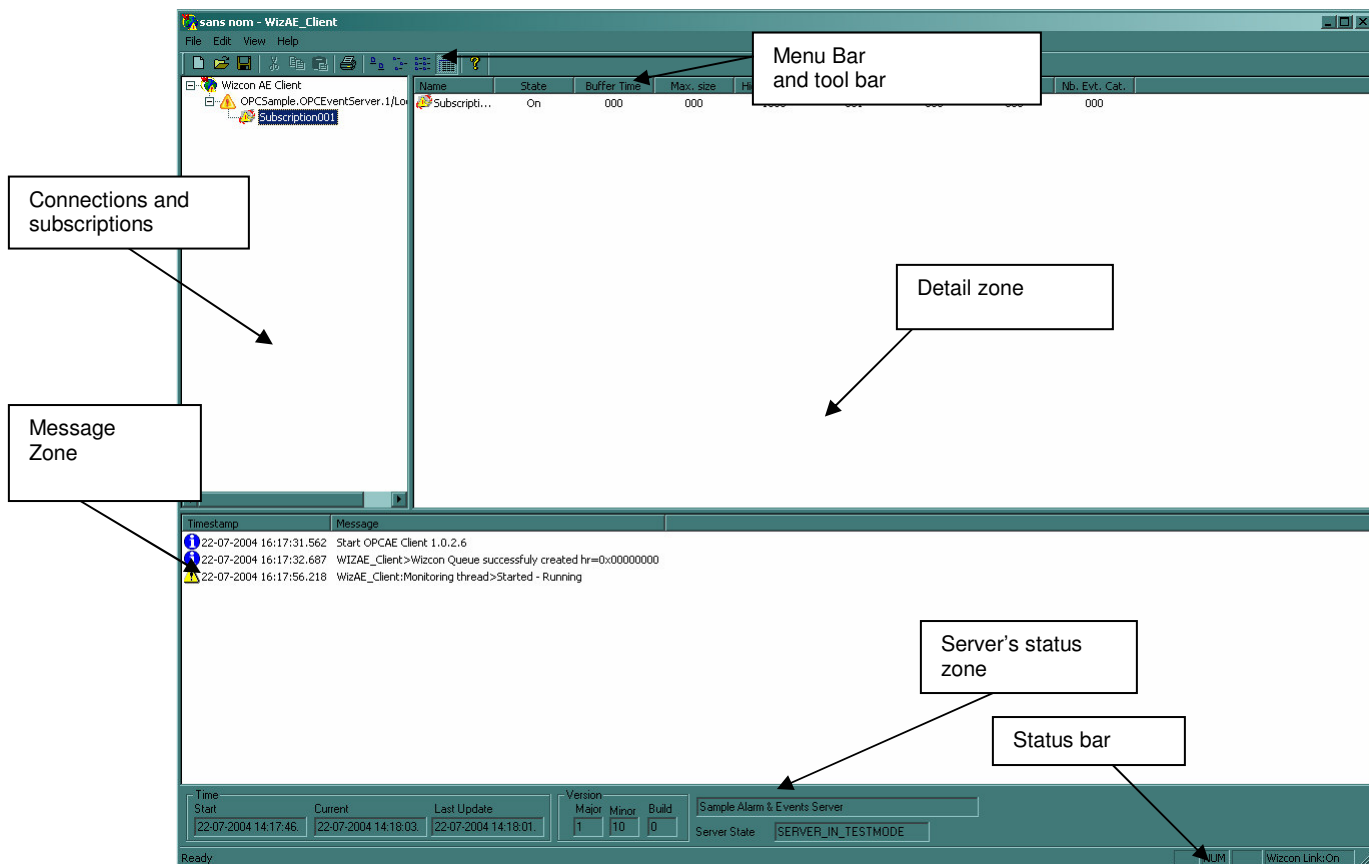 sans nom - WizAE_Client
File Edit View Help
Menu Bar
and tool bar
Wizcon AE Client
OPCSample.OPCEventServer.1/Lo
Subscription001
Name State Buffer Time Max. size Nb. Evt. Cat.
Subscripti... On 000 000 000
Connections and
subscriptions
Detail zone
Message
Zone
Timestamp Message
22-07-2004 16:17:31.562 Start OPCAE Client 1.0.2.6
22-07-2004 16:17:32.687 WIZAE_Client>Wizcon Queue successfuly created hr=0x00000000
22-07-2004 16:17:56.218 WizAE_Client:Monitoring thread>Started - Running
Server's status
zone
Status bar
Time
Start Current Last Update
22-07-2004 14:17:46. 22-07-2004 14:18:03. 22-07-2004 14:18:01.
Version
Major Minor Build
1 10 0
Sample Alarm & Events Server
Server State SERVER_IN_TESTMODE
Ready NUM Wizcon Link:On